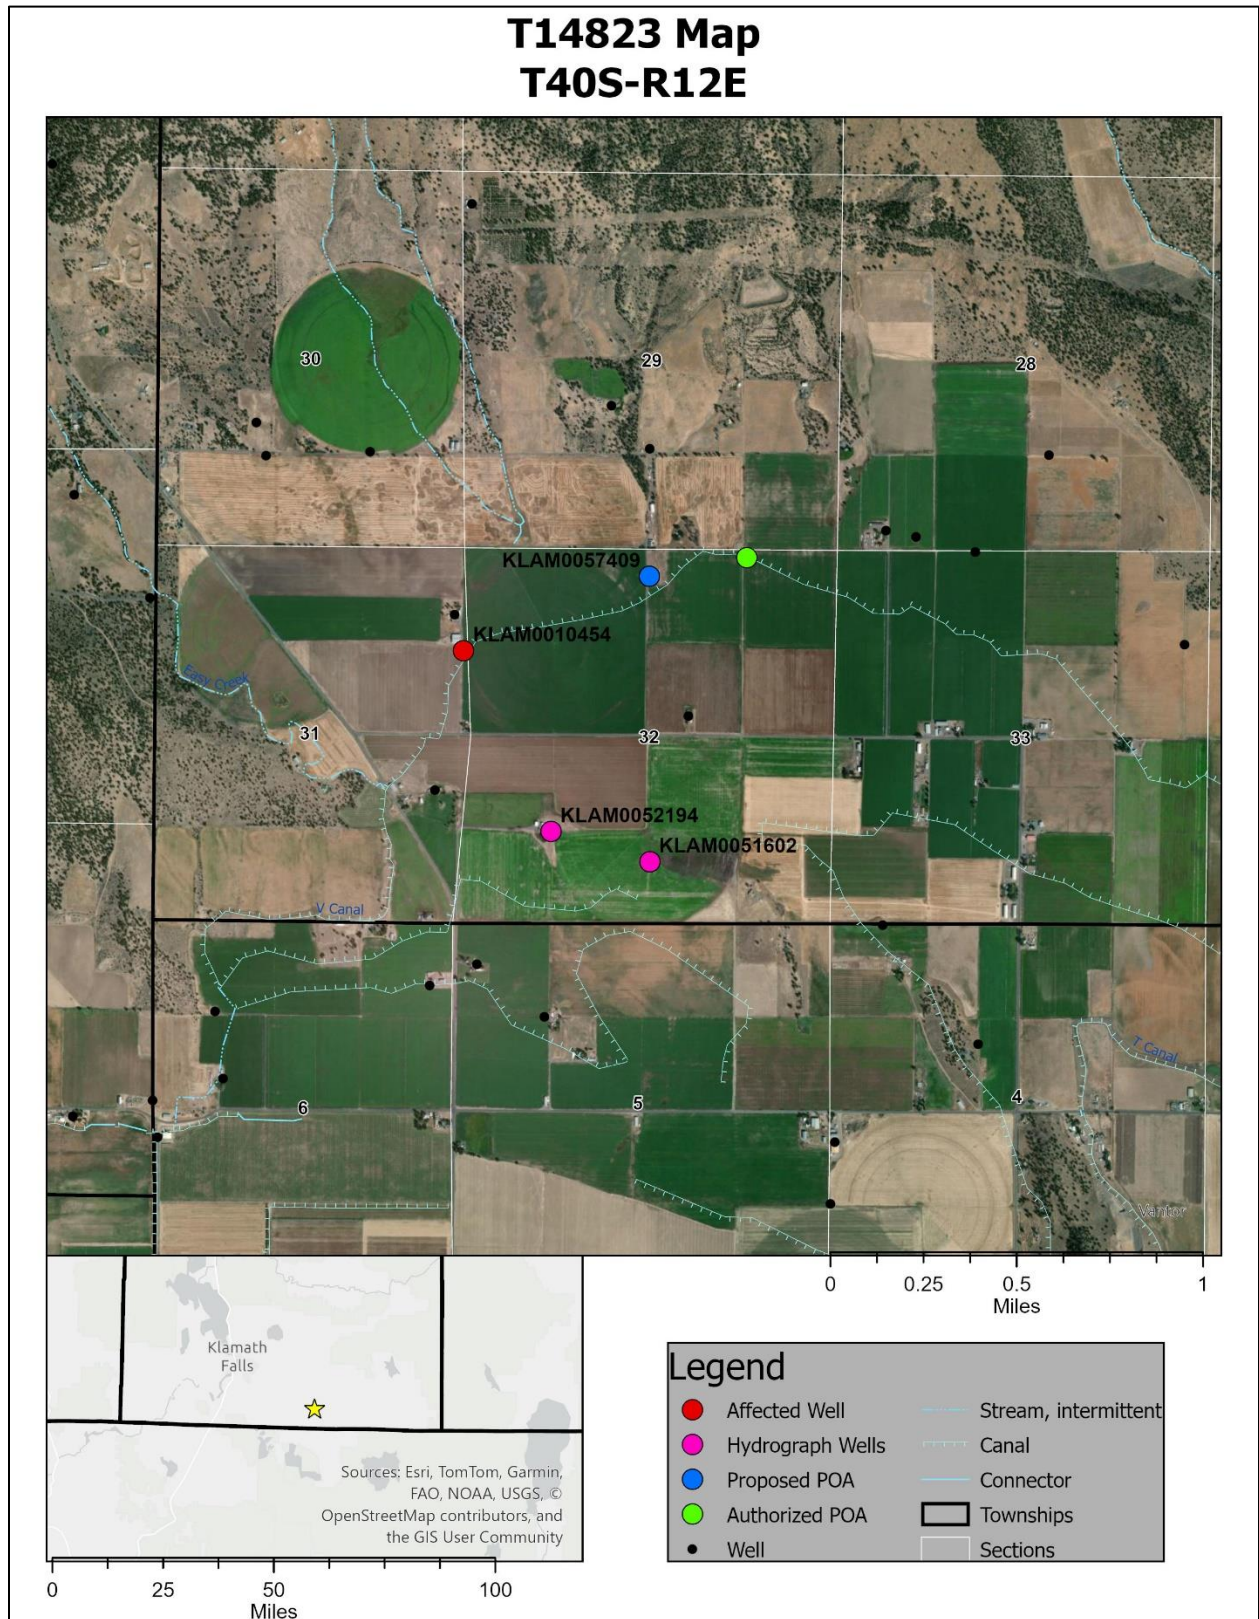 T14823 Map
T40S-R12E
30
29
28
KLAM0057409
KLAM0010454
Easy Creek
31
32
33
KLAM0052194
KLAM0051602
V Canal
T Canal
6
5
4
Vantor
0 0.25 0.5 1
Miles
Klamath
Falls
Sources: Esri, TomTom, Garmin,
FAO, NOAA, USGS, ©
OpenStreetMap contributors, and
the GIS User Community
0 25 50 100
Miles
Legend
Affected Well
Hydrograph Wells
Proposed POA
Authorized POA
Well
Stream, intermittent
Canal
Connector
Townships
Sections